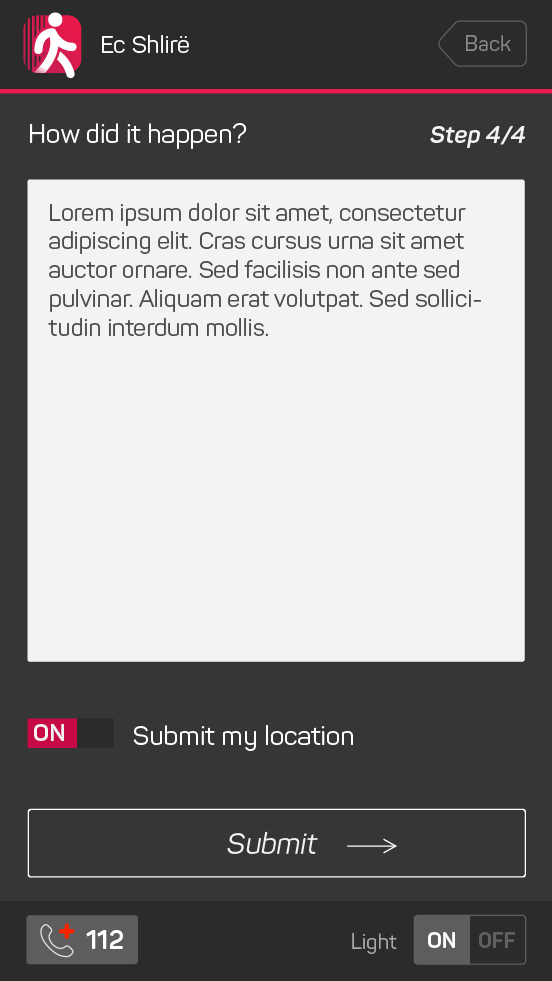 Ec Shlirë
Back
How did it happen?
Step 4/4
Lorem ipsum dolor sit amet, consectetur
adipiscing elit. Cras cursus urna sit amet
auctor ornare. Sed facilisis non ante sed
pulvinar. Aliquam erat volutpat. Sed sollici-
tudin interdum mollis.
ON
Submit my location
Submit
112
Light
ON
OFF